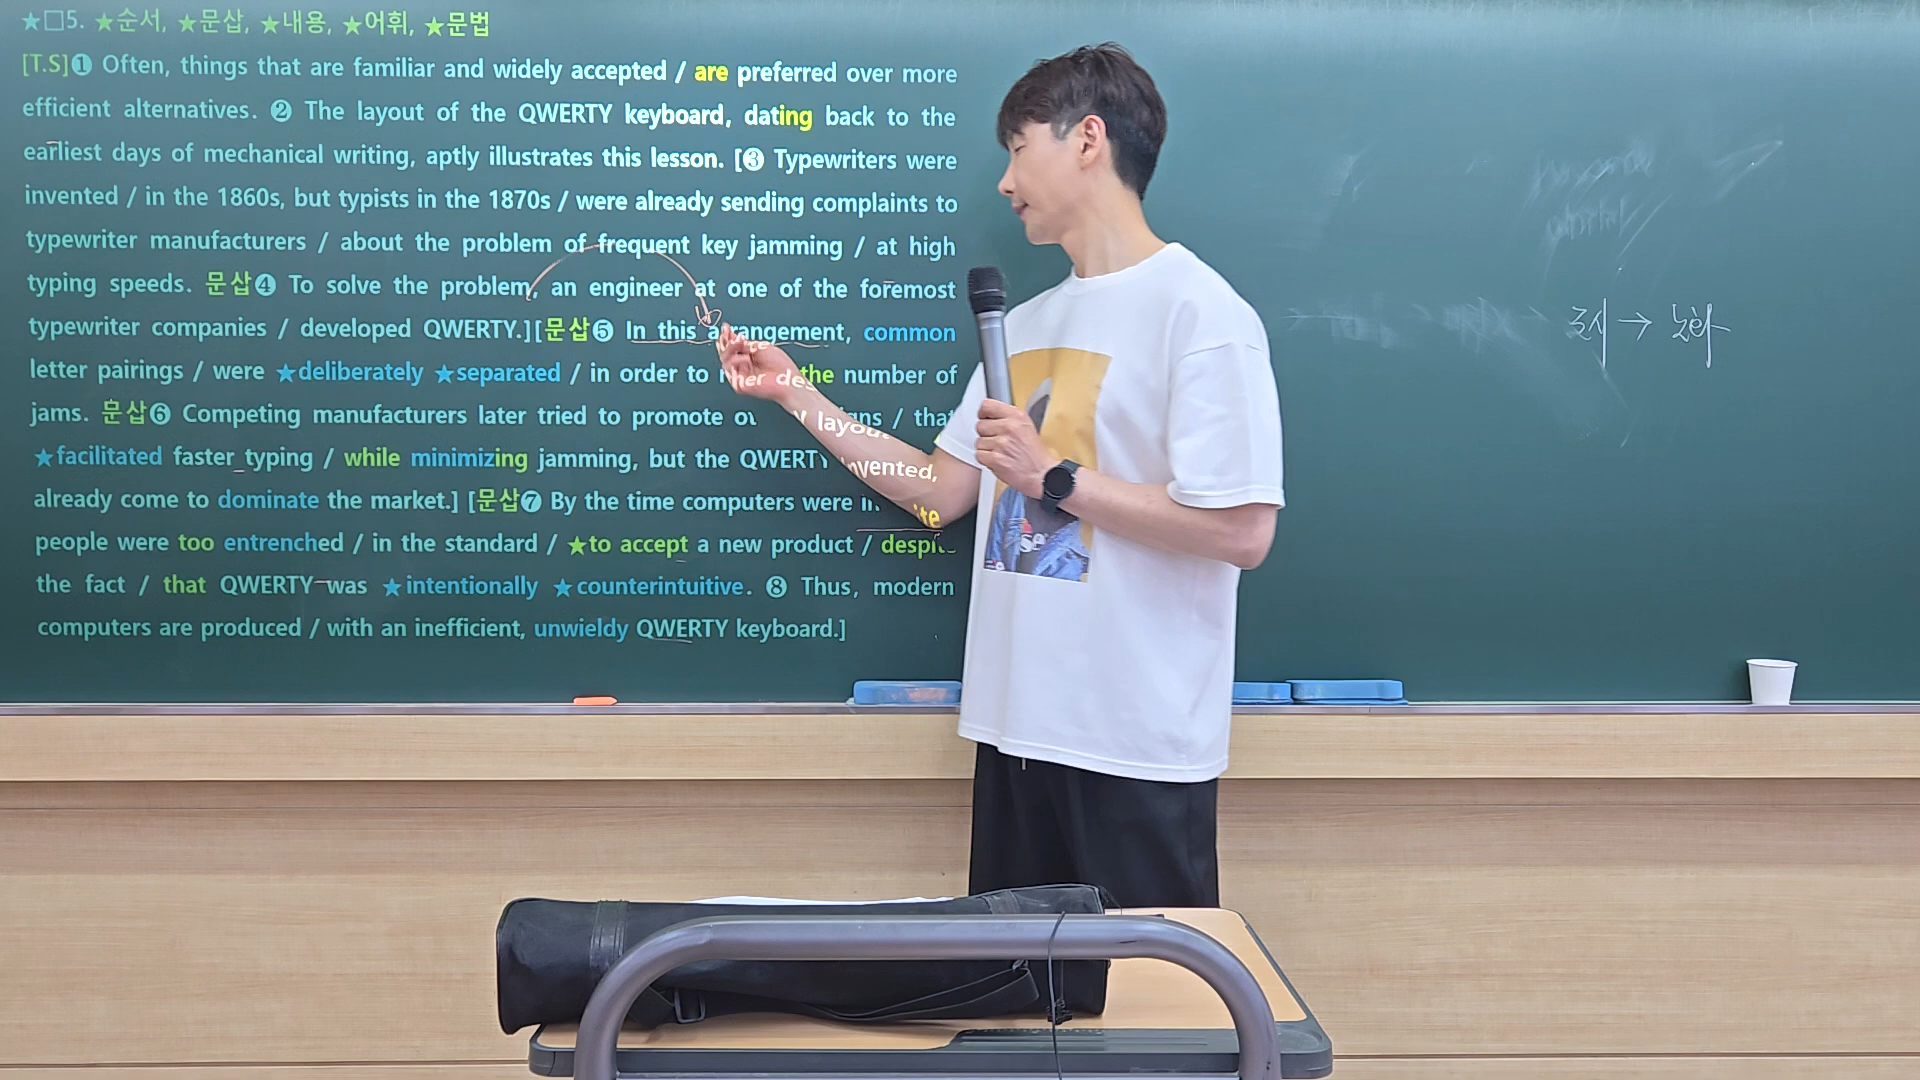 ★□5. ★순서, ★문삽, ★내용, ★어휘, ★문법
[T.S]❶ Often, things that are familiar and widely accepted / are preferred over more
efficient alternatives. ❷ The layout of the QWERTY keyboard, dating back to the
earliest days of mechanical writing, aptly illustrates this lesson. [❸ Typewriters were
invented / in the 1860s, but typists in the 1870s / were already sending complaints to
typewriter manufacturers / about the problem of frequent key jamming / at high
typing speeds. 문삽❹ To solve the problem, an engineer at one of the foremost
typewriter companies / developed QWERTY.][문삽❺ In this arrangement, common
letter pairings / were ★deliberately ★separated / in order to the number of
jams. 문삽❻ Competing manufacturers later tried to promote / that
★facilitated faster typing / while minimizing jamming, but the QWERTY
already come to dominate the market.] [문삽❼ By the time computers were invented,
people were too entrenched / in the standard / ★to accept a new product / despite
the fact / that QWERTY was ★intentionally ★counterintuitive. ❽ Thus, modern
computers are produced / with an inefficient, unwieldy QWERTY keyboard.]